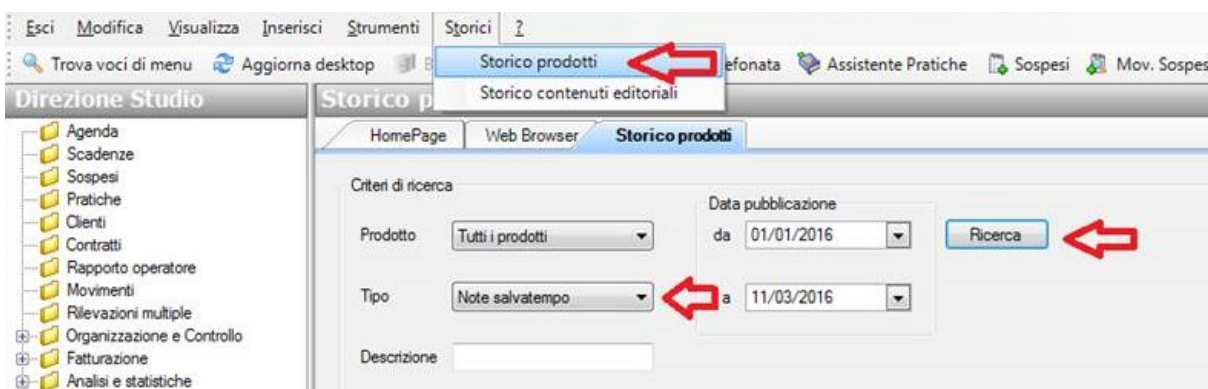 Esci Modifica Visualizza Inserisci Strumenti Storici ?
Trova voci di menu Aggiorna desktop Assistente Pratiche Sospesi Mov. Sospes
Storico prodotti
Storico contenuti editoriali
Direzione Studio
Storico p
HomePage Web Browser Storico prodotti
Agenda
Scadenze
Sospesi
Pratiche
Clienti
Contratti
Rapporto operatore
Movimenti
Rilevazioni multiple
Organizzazione e Controllo
Fatturazione
Analisi e statistiche
Criteri di ricerca
Data pubblicazione
Prodotto Tutti i prodotti da 01/01/2016 Ricerca
Tipo Note salvatempo a 11/03/2016
Descrizione